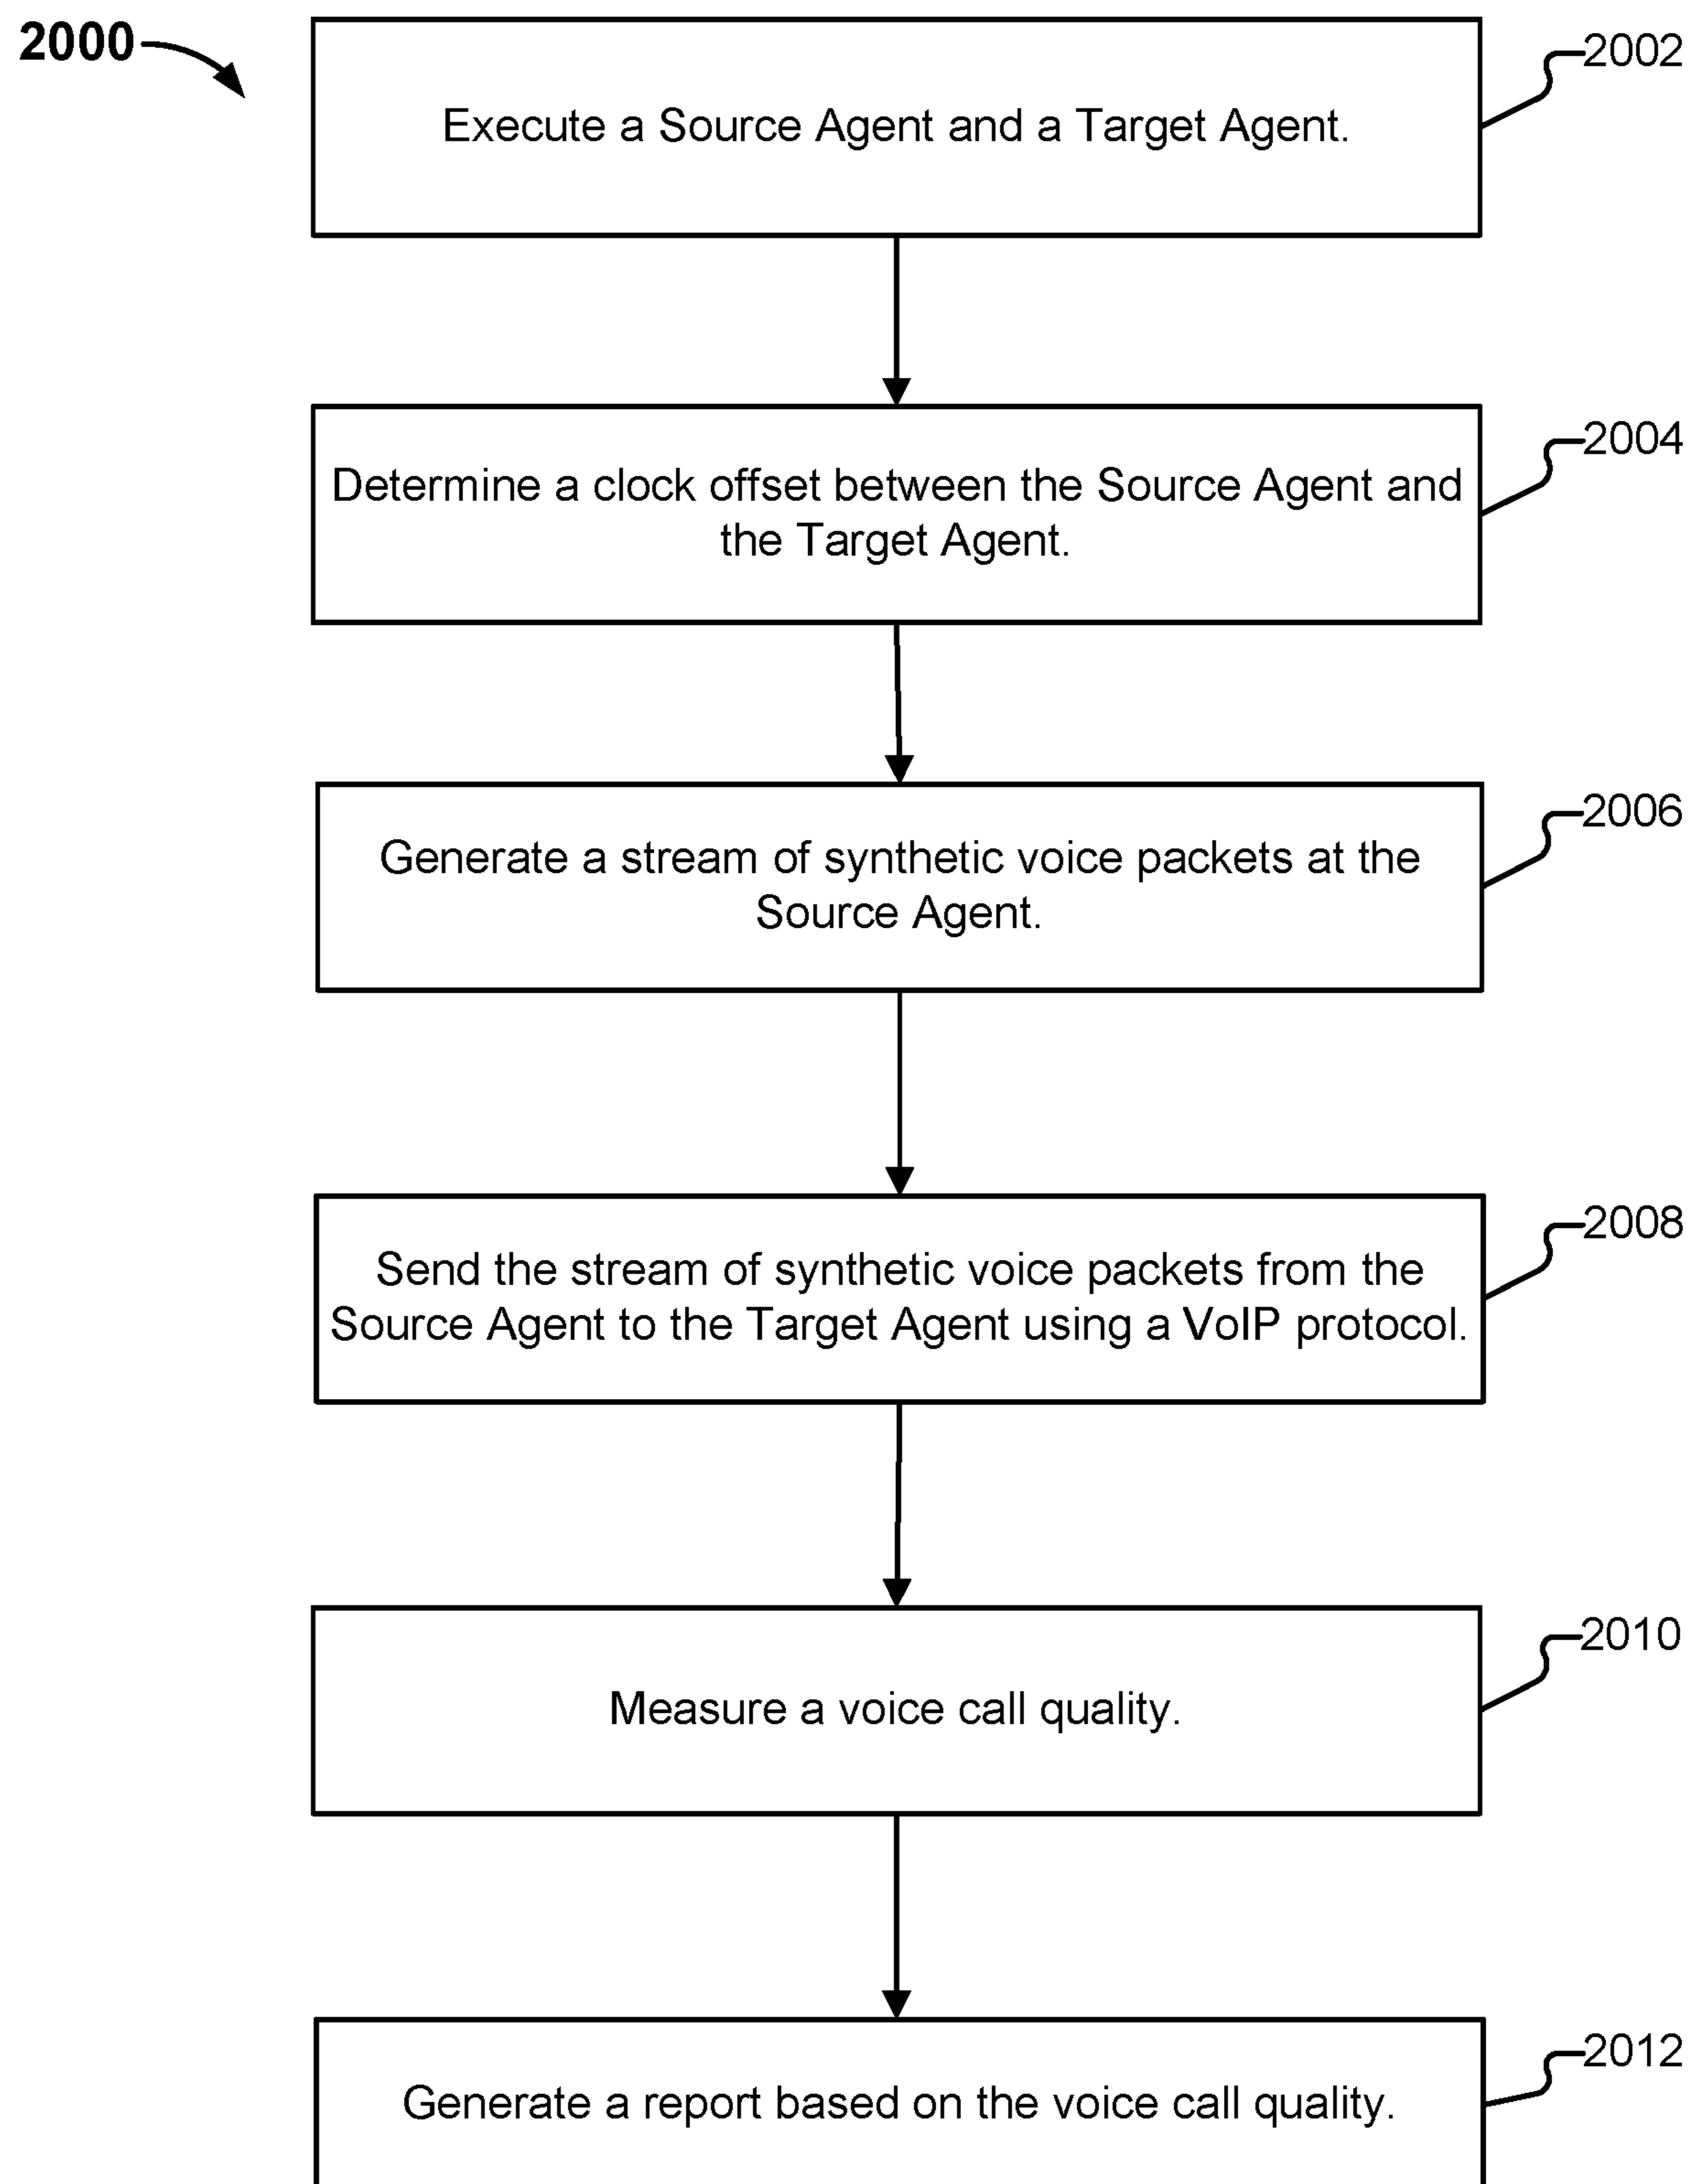 2000
2002
Execute a Source Agent and a Target Agent.
2004
Determine a clock offset between the Source Agent and
the Target Agent.
2006
Generate a stream of synthetic voice packets at the
Source Agent.
2008
Send the stream of synthetic voice packets from the
Source Agent to the Target Agent using a VoIP protocol.
2010
Measure a voice call quality.
2012
Generate a report based on the voice call quality.